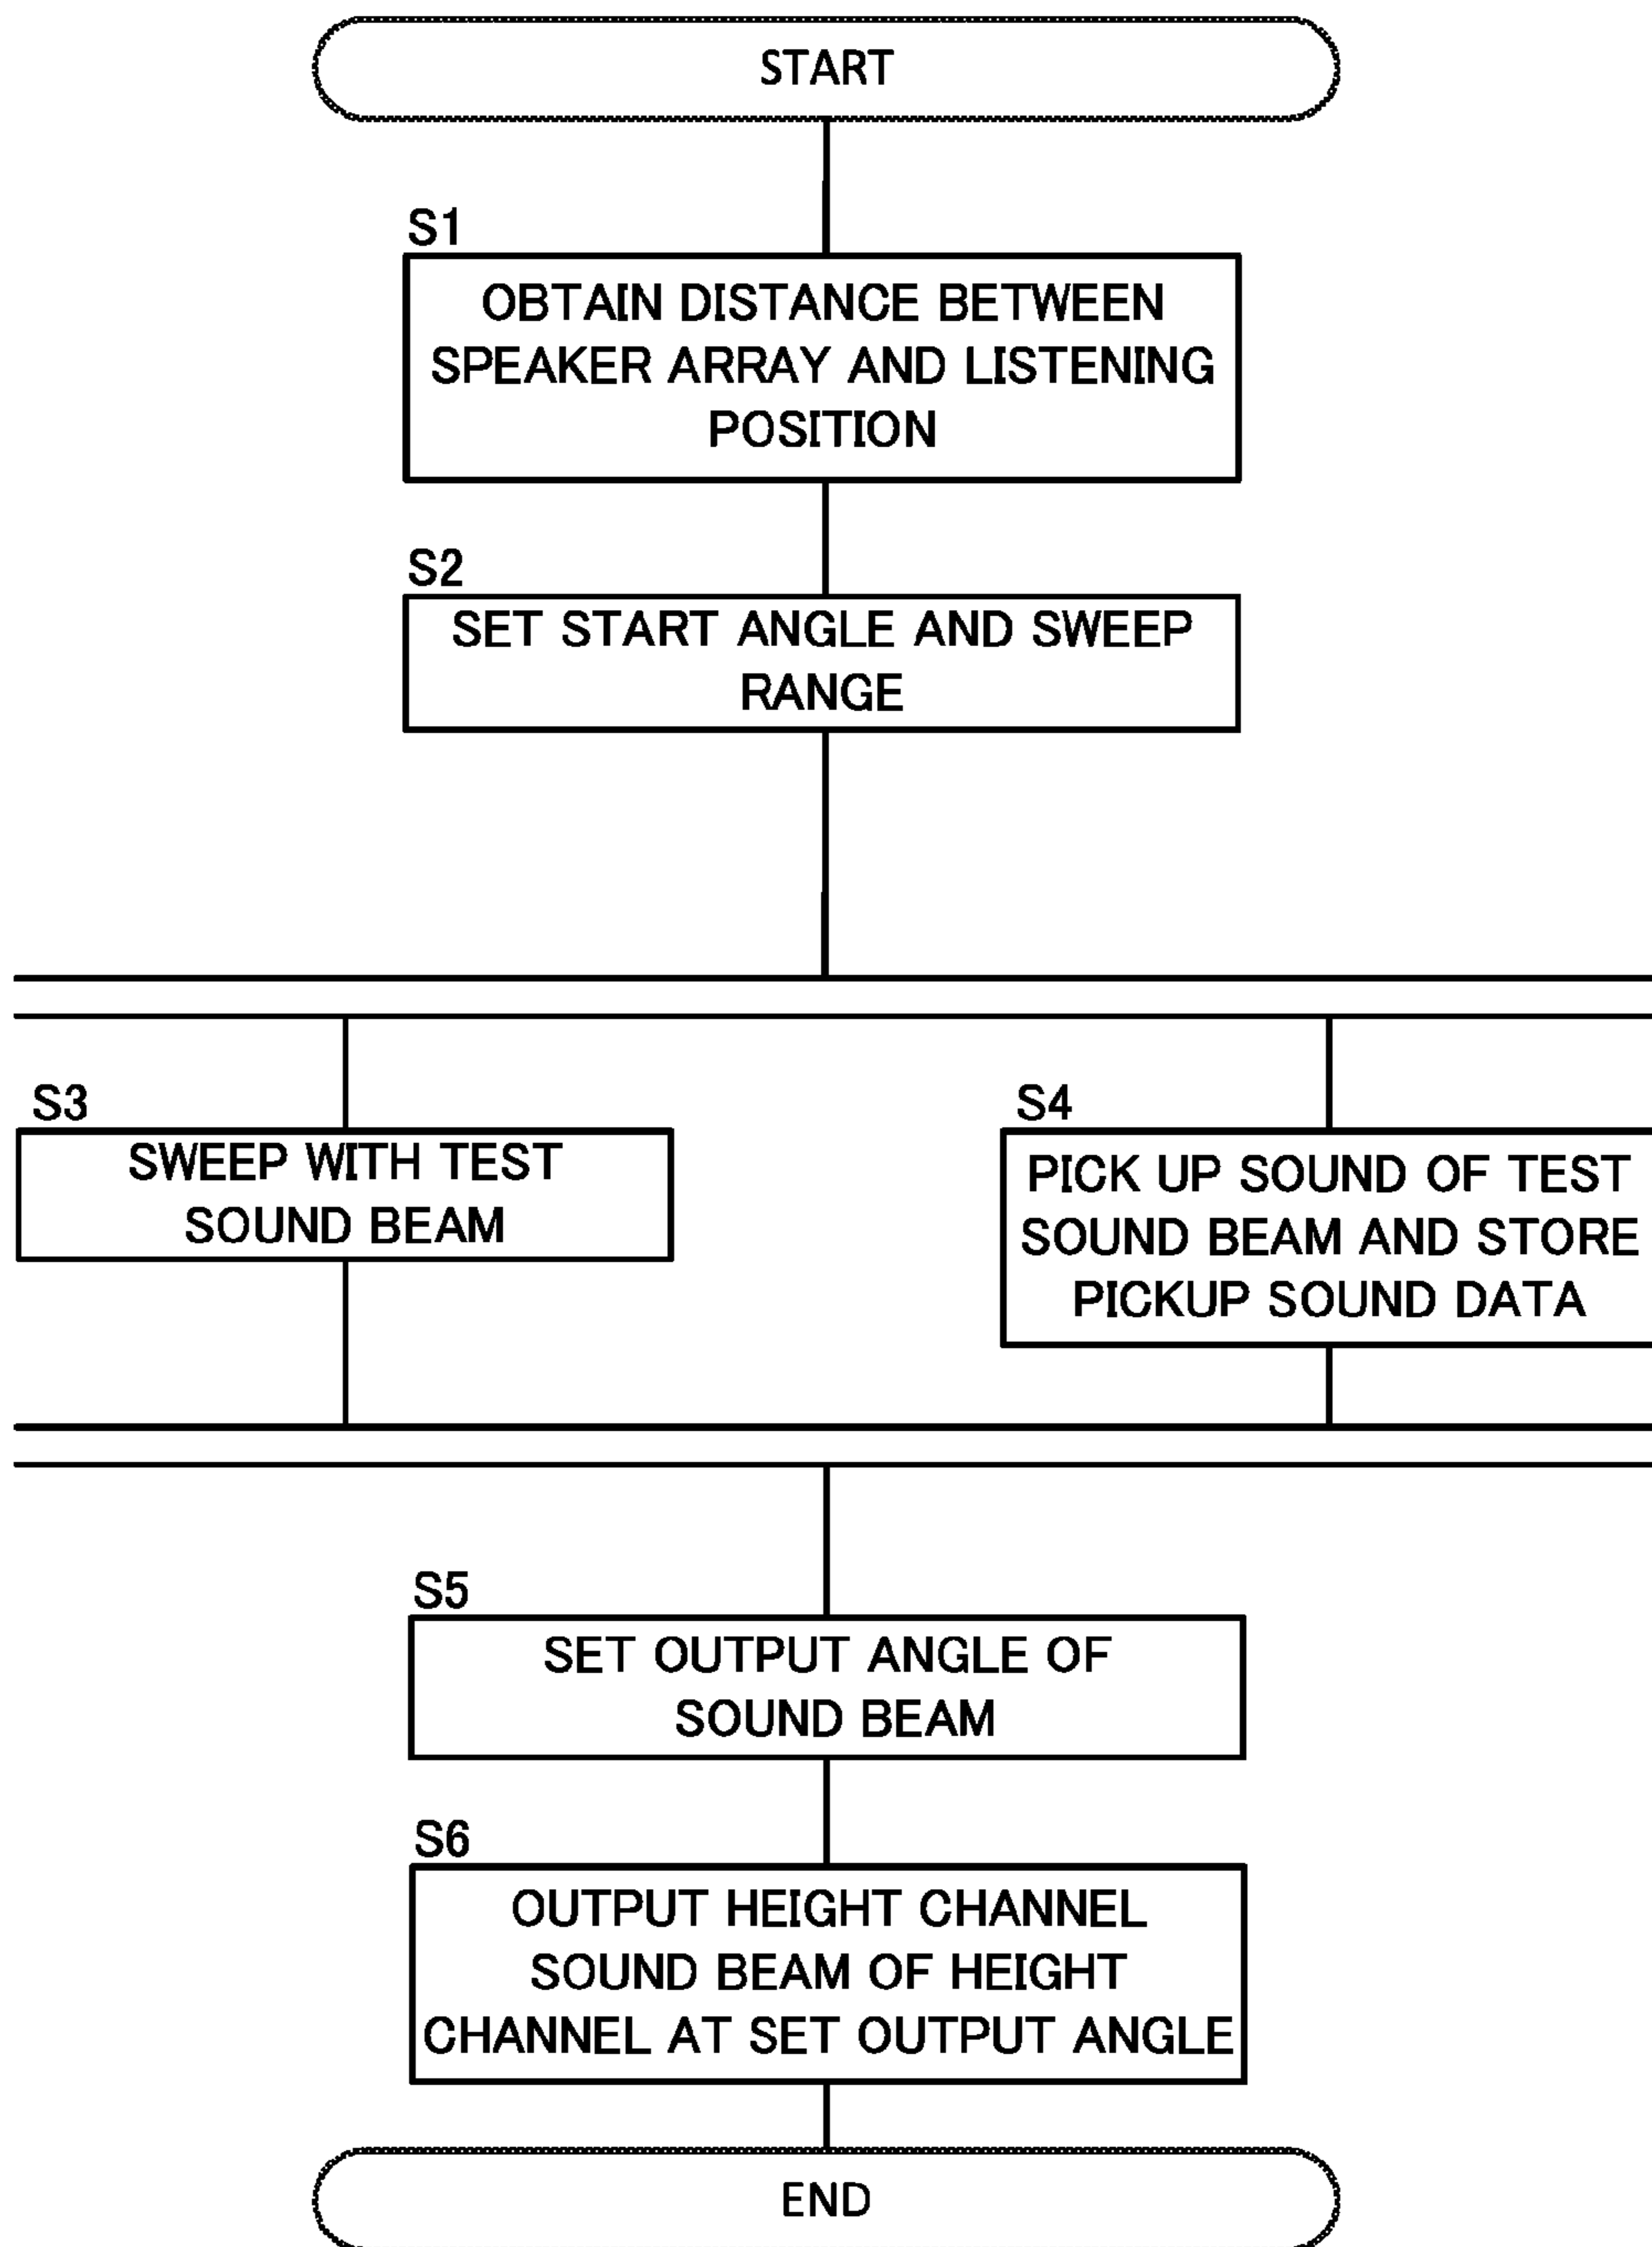 START
S1
OBTAIN DISTANCE BETWEEN
SPEAKER ARRAY AND LISTENING
POSITION
S2
SET START ANGLE AND SWEEP
RANGE
S3
SWEEP WITH TEST
SOUND BEAM
S4
PICK UP SOUND OF TEST
SOUND BEAM AND STORE
PICKUP SOUND DATA
S5
SET OUTPUT ANGLE OF
SOUND BEAM
S6
OUTPUT HEIGHT CHANNEL
SOUND BEAM OF HEIGHT
CHANNEL AT SET OUTPUT ANGLE
END